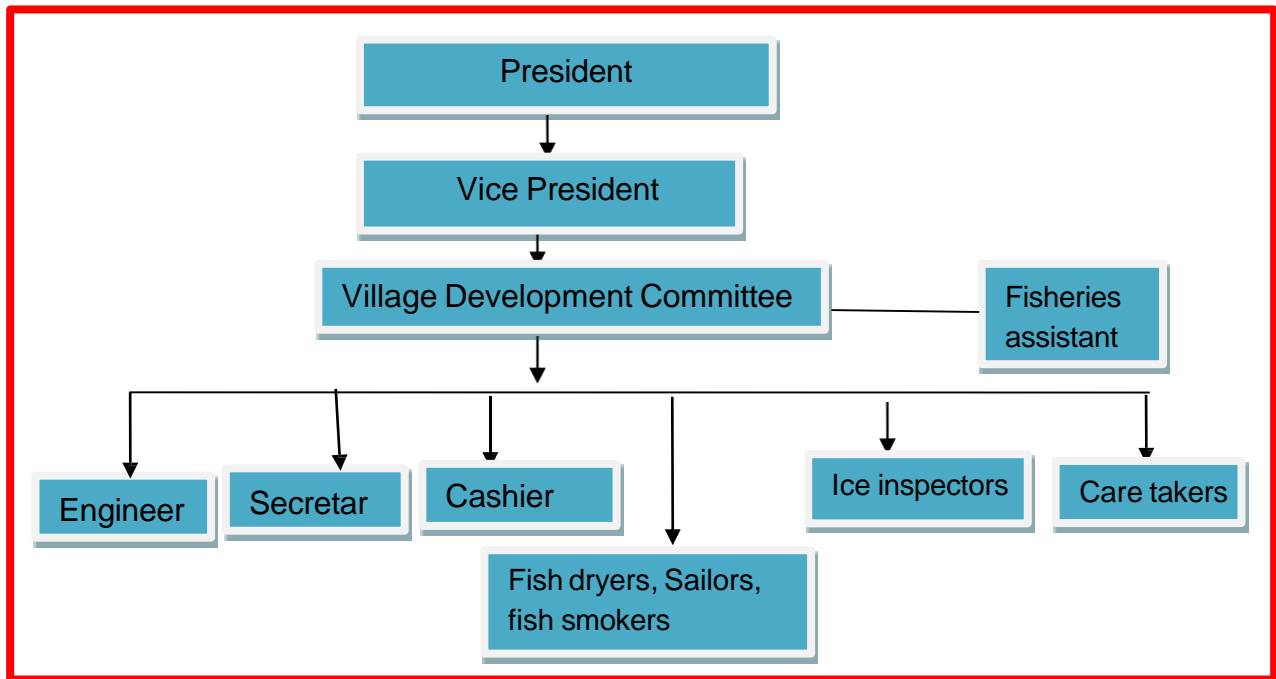 President
Vice President
Village Development Committee
Fisheries
assistant
Engineer
Secretar
Cashier
Ice inspectors
Care takers
Fish dryers, Sailors,
fish smokers